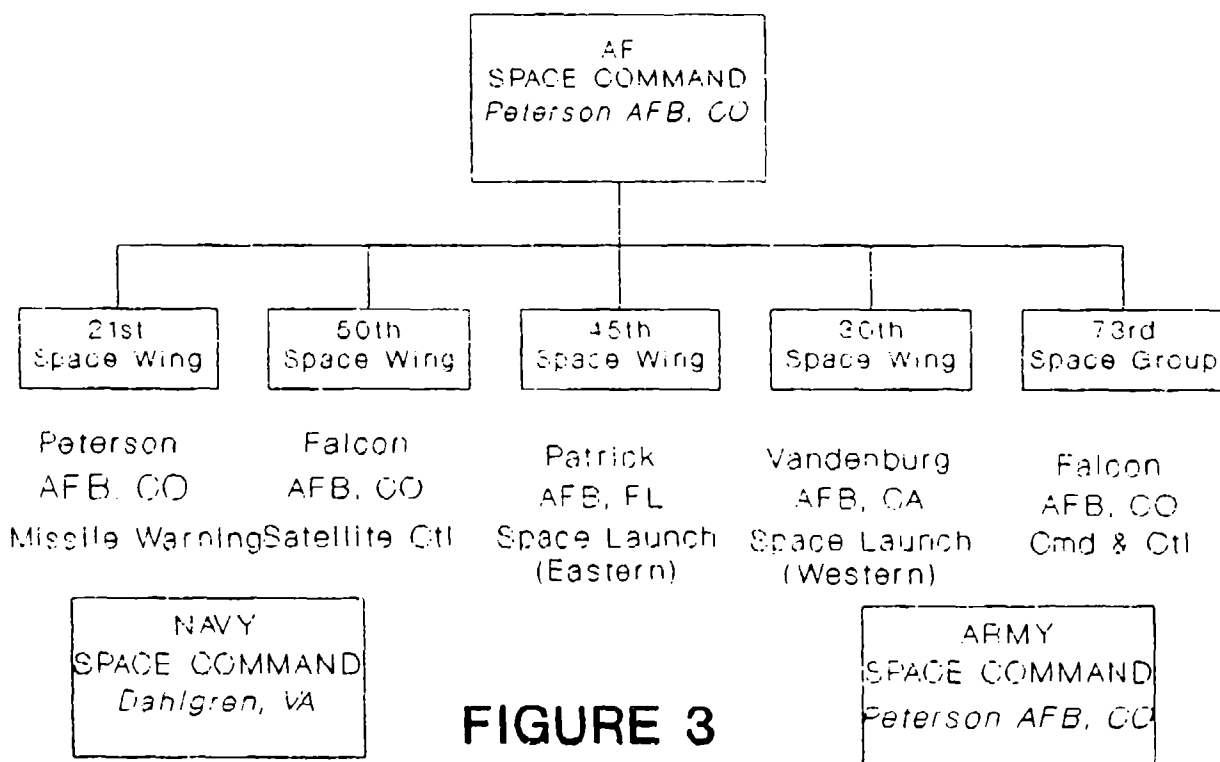 AF
SPACE COMMAND
Peterson AFB, CO
21st
Space Wing
50th
Space Wing
45th
Space Wing
30th
Space Wing
73rd
Space Group
Peterson
AFB, CO
Missile Warning
Falcon
AFB, CO
Satellite Ctl
Patrick
AFB, FL
Space Launch
(Eastern)
Vandenburg
AFB, CA
Space Launch
(Western)
Falcon
AFB, CO
Cmd & Ctl
NAVY
SPACE COMMAND
Dahlgren, VA
ARMY
SPACE COMMAND
Peterson AFB, CO
FIGURE 3